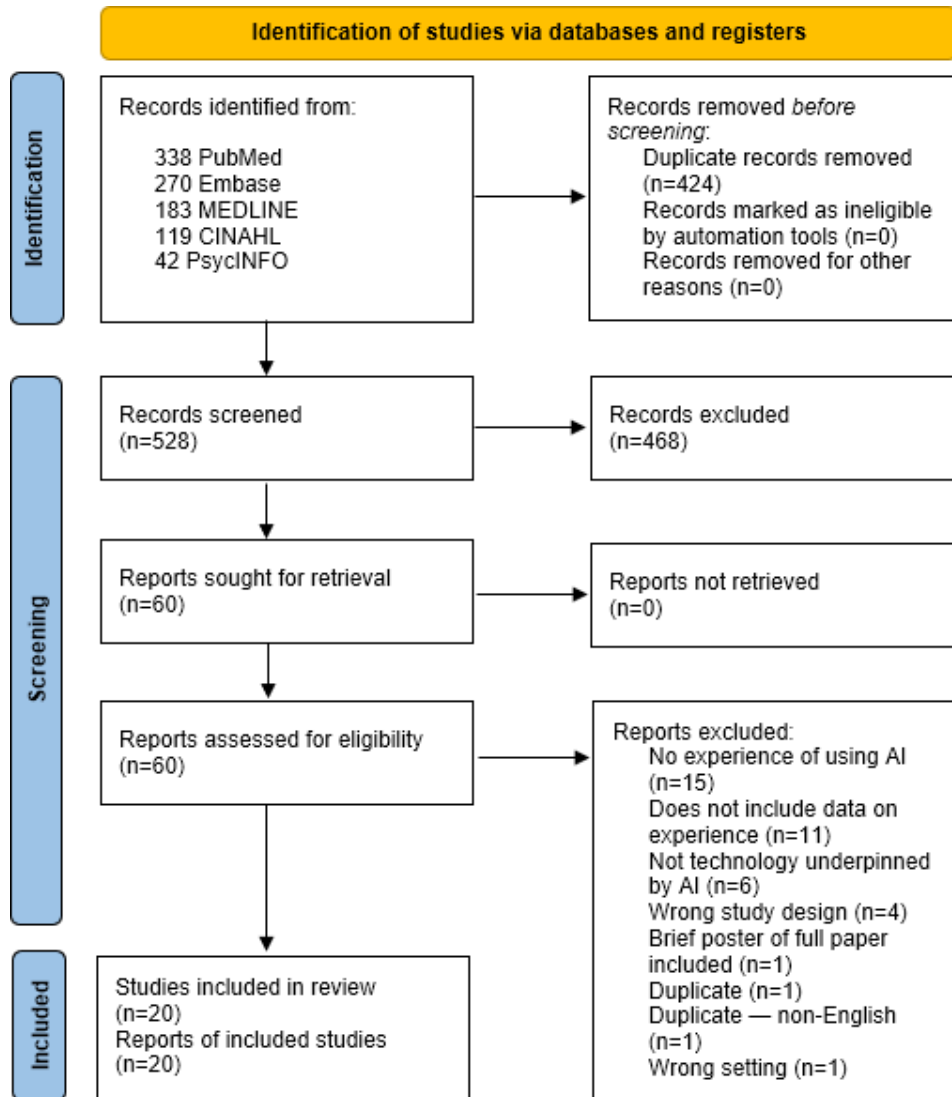 Identification of studies via databases and registers
Identification
Records identified from:
338 PubMed
270 Embase
183 MEDLINE
119 CINAHL
42 PsycINFO
Records removed before
screening:
Duplicate records removed
(n=424)
Records marked as ineligible
by automation tools (n=0)
Records removed for other
reasons (n=0)
Screening
Records screened
(n=528)
Records excluded
(n=468)
Reports sought for retrieval
(n=60)
Reports not retrieved
(n=0)
Reports assessed for eligibility
(n=60)
Reports excluded:
No experience of using AI
(n=15)
Does not include data on
experience (n=11)
Not technology underpinned
by AI (n=6)
Wrong study design (n=4)
Brief poster of full paper
included (n=1)
Duplicate (n=1)
Duplicate — non-English
(n=1)
Wrong setting (n=1)
Included
Studies included in review
(n=20)
Reports of included studies
(n=20)